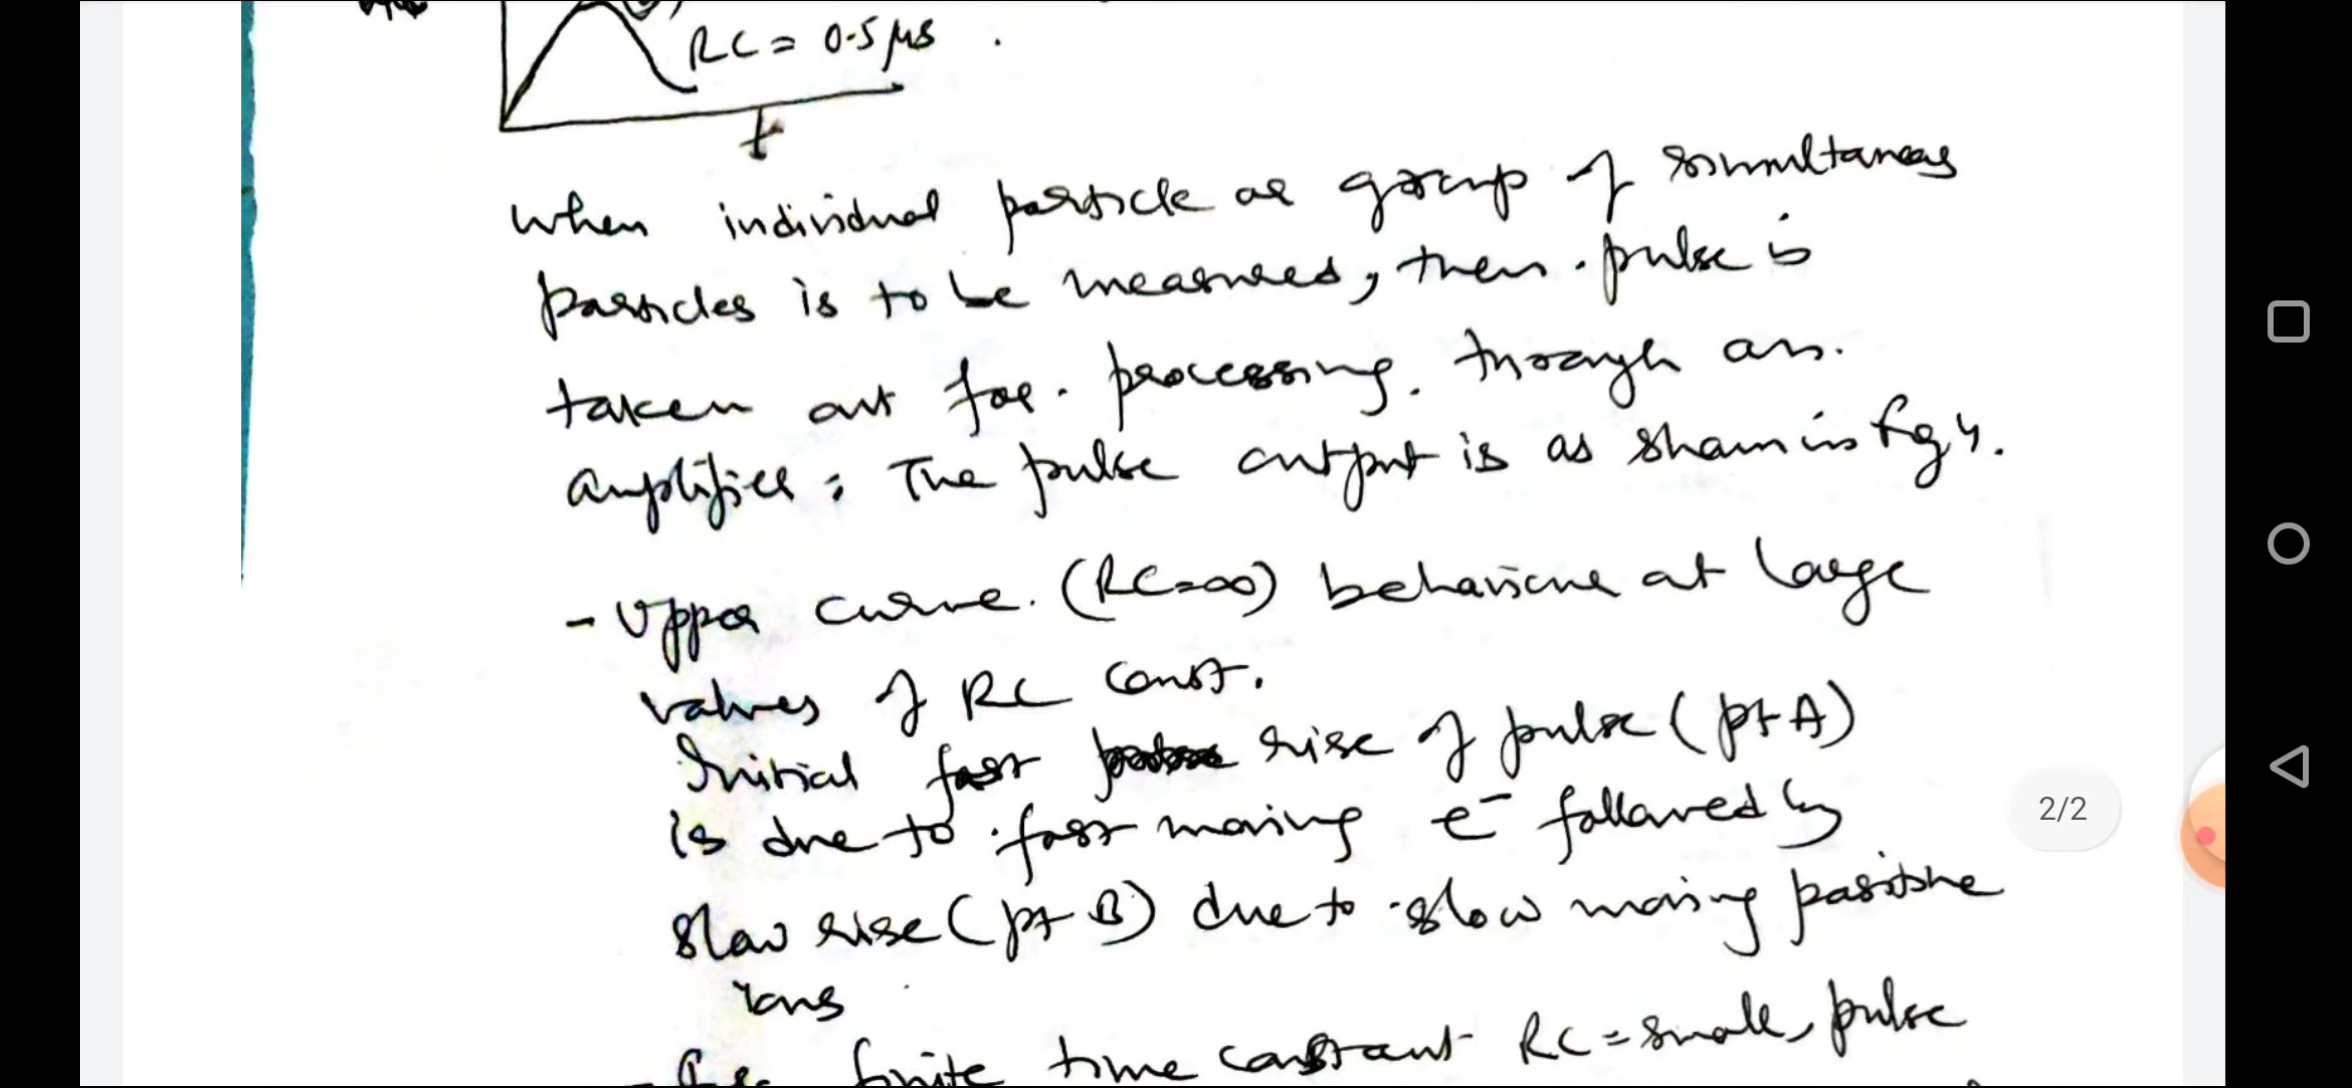 RC = 0.5 μs .
t
when individual particle or group of simultaneous
particles is to be measured, then. pulse is
taken out for. processing. through an.
amplifier; The pulse output is as shown in fig 4.
- Upper curve. (RC=∞) behaviour at large
values of RC const.
Initial fast rise of pulse (pt A)
is due to fast moving e⁻ followed by
slow rise (pt B) due to slow moving positive
ions
- finite time constant RC = small, pulse
2/2